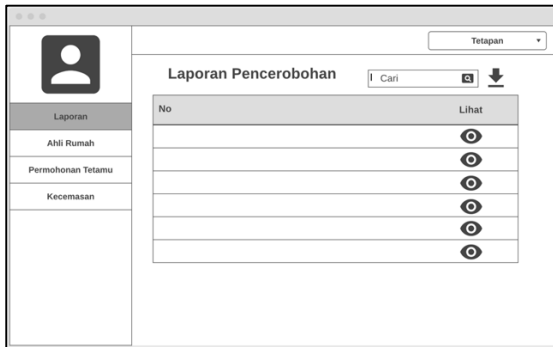 Tetapan
Laporan Pencerobohan
Cari
Laporan
Ahli Rumah
Permohonan Tetamu
Kecemasan
No Lihat